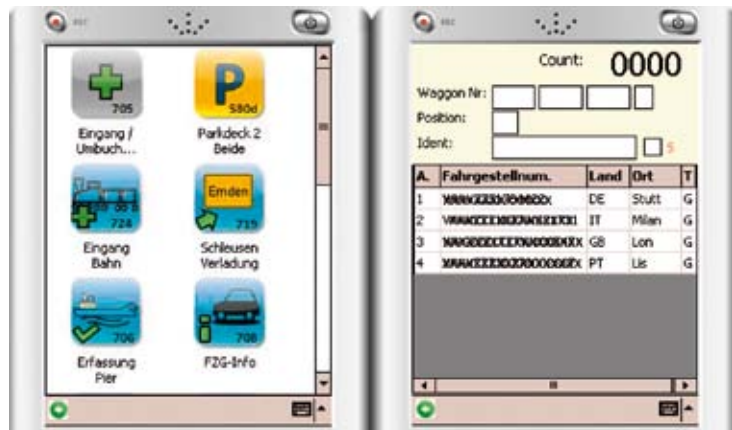 REC
705
Eingang /
Umbuch...
P
580d
Parkdeck 2
Beide
724
Eingang
Bahn
Emden
719
Schleusen
Verladung
706
Erfassung
Pier
708
FZG-Info
REC
Count: 0000
Waggon Nr:
Position:
Ident: S
A. Fahrgestellnum. Land Ort T
1 DE Stutt G
2 IT Milan G
3 GB Lon G
4 PT Lis G